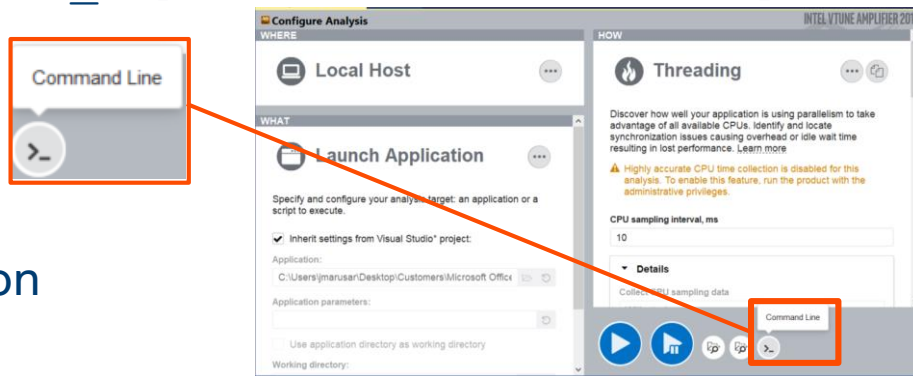 Command Line
>_
on
Configure Analysis
INTEL VTUNE AMPLIFIER 201
WHERE
Local Host
WHAT
Launch Application
Specify and configure your analysis target: an application or a
script to execute.
Inherit settings from Visual Studio* project:
Application:
C:\Users\jmarusar\Desktop\Customers\Microsoft Office
Application parameters:
Use application directory as working directory
Working directory:
HOW
Threading
Discover how well your application is using parallelism to take
advantage of all available CPUs. Identify and locate
synchronization issues causing overhead or idle wait time
resulting in lost performance. Learn more
Highly accurate CPU time collection is disabled for this
analysis. To enable this feature, run the product with the
administrative privileges.
CPU sampling interval, ms
10
Details
Collect CPU sampling data
Command Line
>_